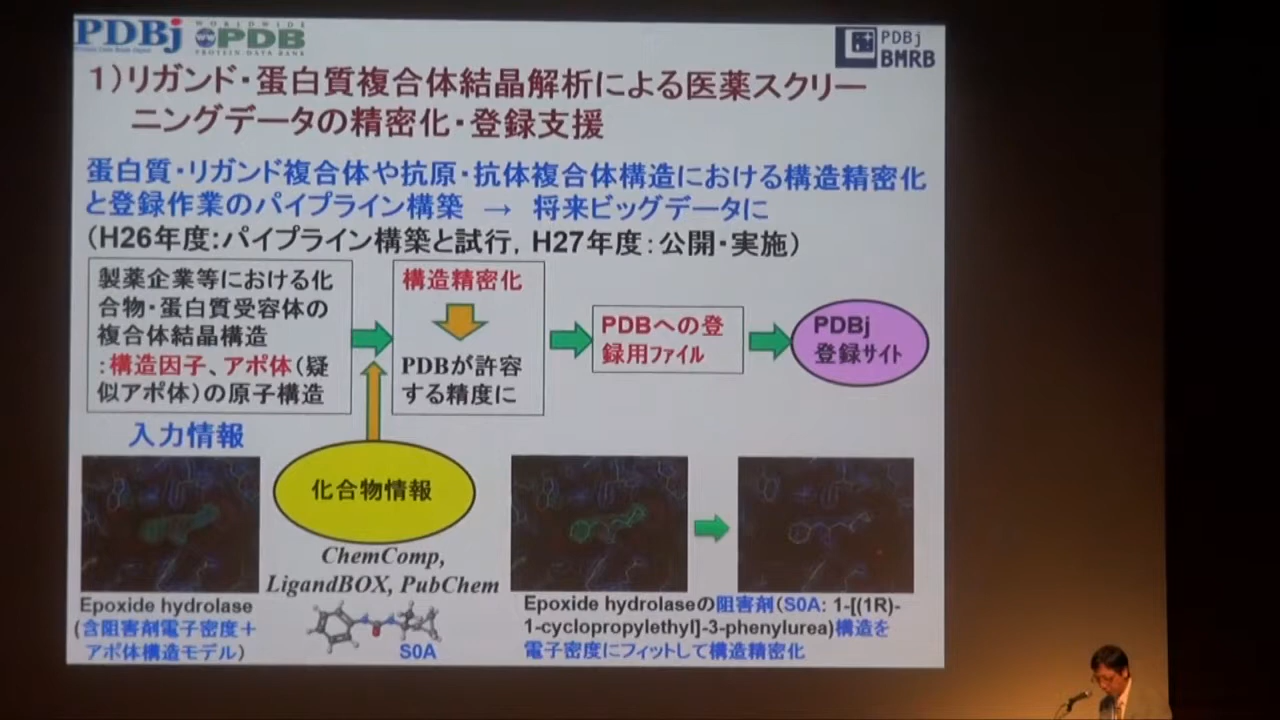 PDBj
WORLDWIDE
PDB
PROTEIN DATA BANK
PDBj
BMRB
1)リガンド・蛋白質複合体結晶解析による医薬スクリー
ニングデータの精密化・登録支援
蛋白質・リガンド複合体や抗原・抗体複合体構造における構造精密化
と登録作業のパイプライン構築 → 将来ビッグデータに
(H26年度:パイプライン構築と試行, H27年度:公開・実施)
製薬企業等における化
合物・蛋白質受容体の
複合体結晶構造
:構造因子、アポ体(疑
似アポ体)の原子構造
構造精密化
PDBが許容
する精度に
PDBへの登
録用ファイル
PDBj
登録サイト
入力情報
化合物情報
ChemComp,
LigandBOX, PubChem
S0A
Epoxide hydrolase
(含阻害剤電子密度+
アポ体構造モデル)
Epoxide hydrolaseの阻害剤(S0A: 1-[(1R)-
1-cyclopropylethyl]-3-phenylurea)構造を
電子密度にフィットして構造精密化